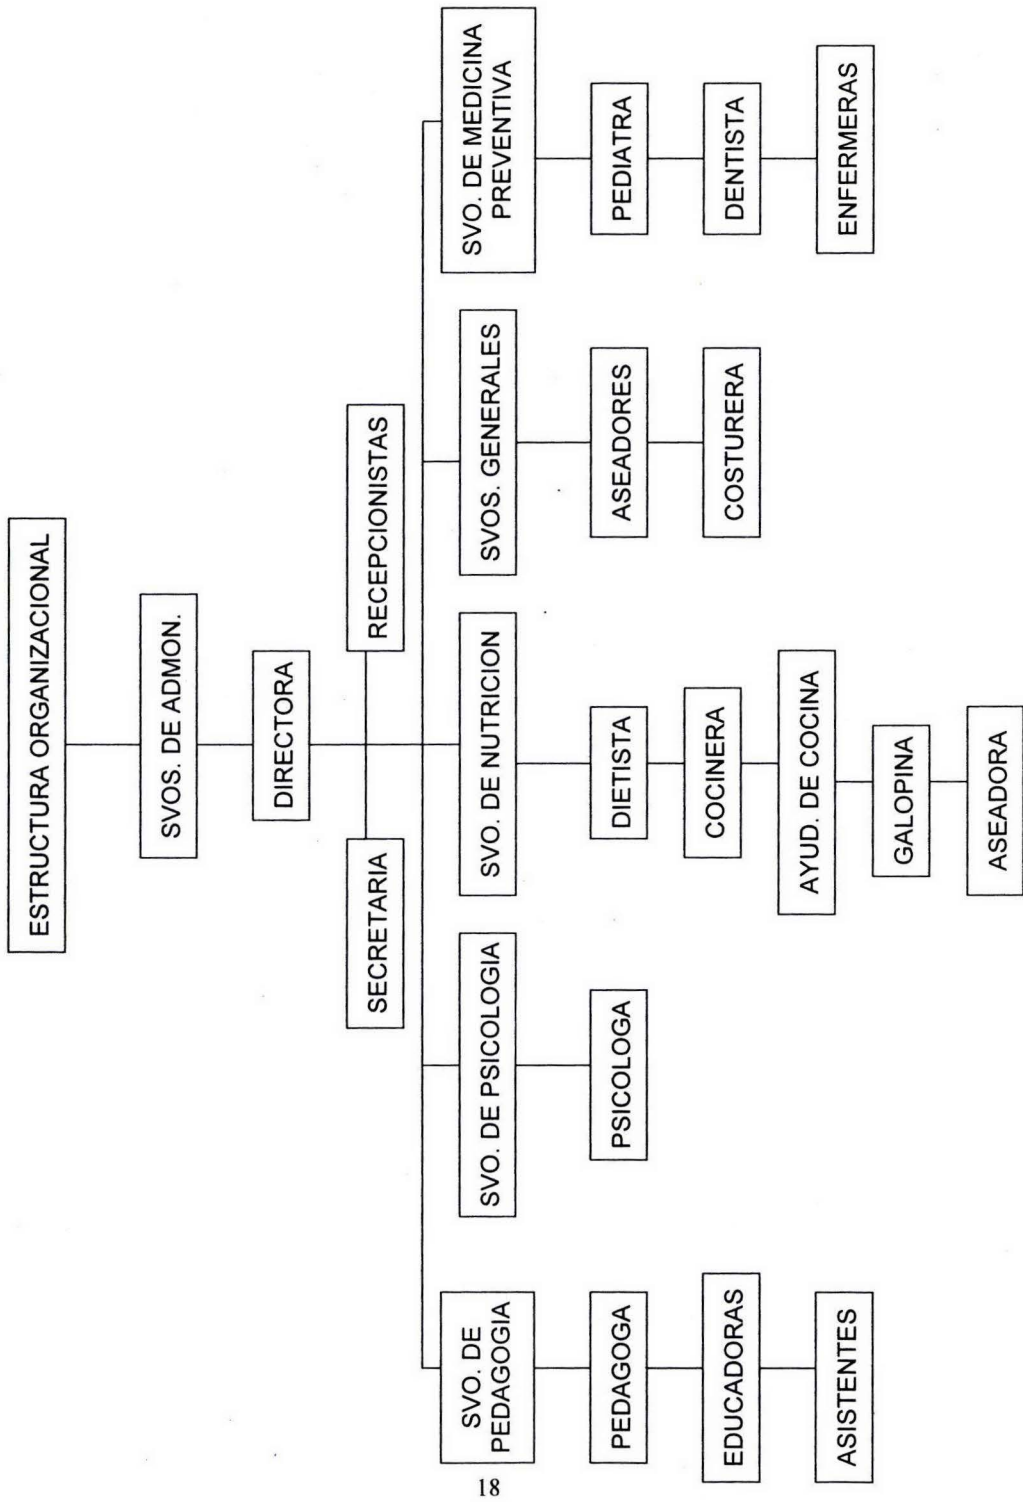 ESTRUCTURA ORGANIZACIONAL
SVOS. DE ADMON.
DIRECTORA
SECRETARIA
RECEPCIONISTAS
SVO. DE
PEDAGOGIA
PEDAGOGA
EDUCADORAS
ASISTENTES
SVO. DE PSICOLOGIA
PSICOLOGA
SVO. DE NUTRICION
DIETISTA
COCINERA
AYUD. DE COCINA
GALOPINA
ASEADORA
SVOS. GENERALES
ASEADORES
COSTURERA
SVO. DE MEDICINA
PREVENTIVA
PEDIATRA
DENTISTA
ENFERMERAS
18